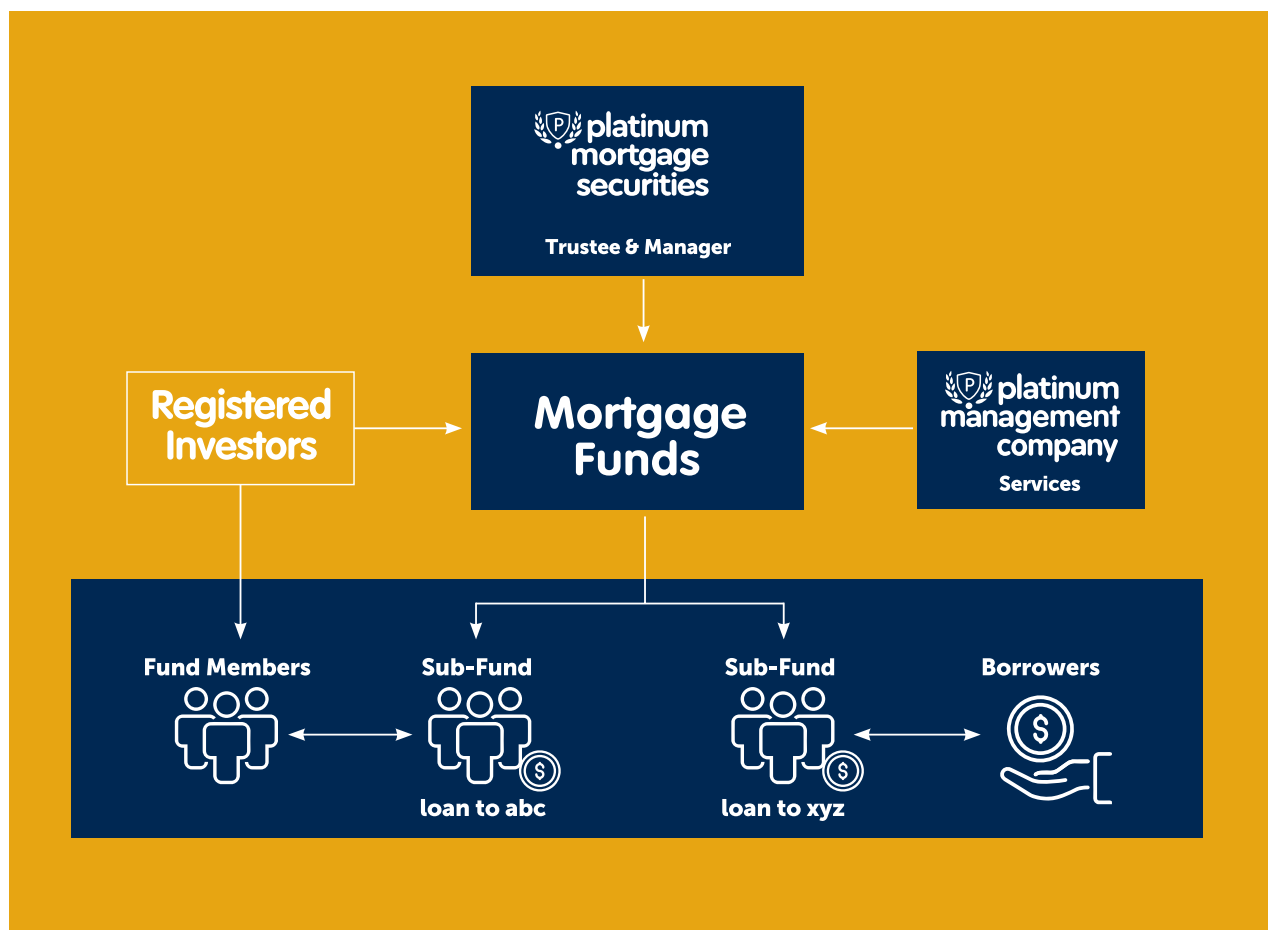 P platinum
mortgage
securities
Trustee & Manager
Registered
Investors
Mortgage
Funds
P platinum
management
company
Services
Fund Members
Sub-Fund
Sub-Fund
Borrowers
$
$
$
loan to abc
loan to xyz